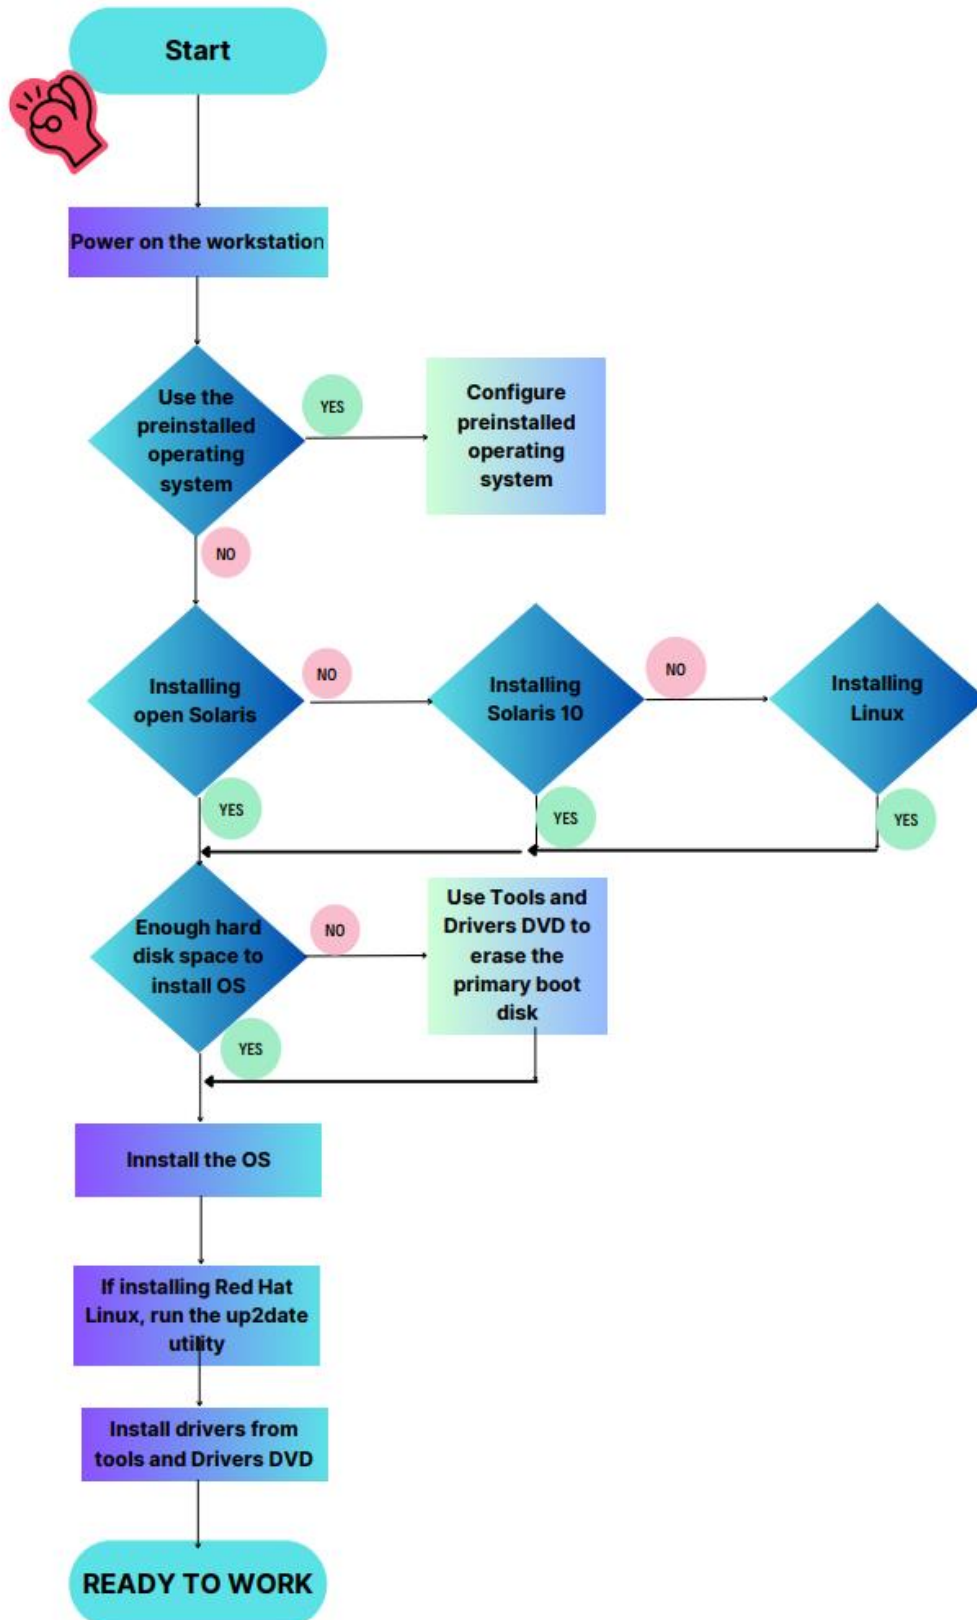 Start
Power on the workstation
Use the
preinstalled
operating
system
YES
Configure
preinstalled
operating
system
NO
Installing
open Solaris
NO
Installing
Solaris 10
NO
Installing
Linux
YES
YES
YES
Enough hard
disk space to
install OS
NO
Use Tools and
Drivers DVD to
erase the
primary boot
disk
YES
Innstall the OS
If installing Red Hat
Linux, run the up2date
utility
Install drivers from
tools and Drivers DVD
READY TO WORK